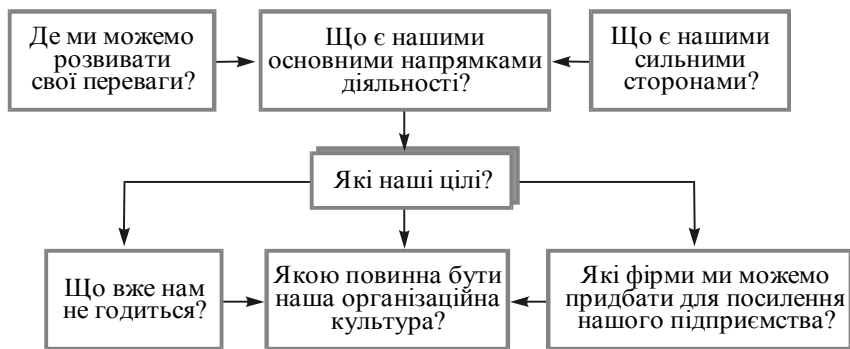 Де ми можемо
розвивати
свої переваги?
Що є нашими
основними напрямками
діяльності?
Що є нашими
сильними
сторонами?
Які наші цілі?
Що вже нам
не годиться?
Якою повинна бути
наша організаційна
культура?
Які фірми ми можемо
придбати для посилення
нашого підприємства?